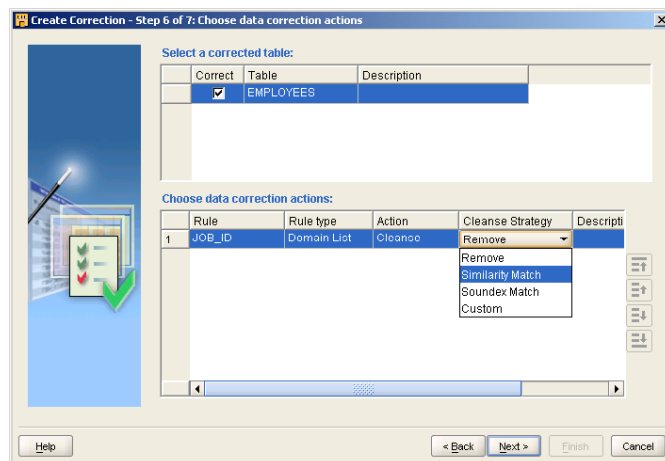 Create Correction - Step 6 of 7: Choose data correction actions
Select a corrected table:
Correct Table Description
EMPLOYEES
Choose data correction actions:
Rule Rule type Action Cleanse Strategy Descripti
1 JOB_ID Domain List Cleanse Remove
Remove
Similarity Match
Soundex Match
Custom
Help < Back Next > Finish Cancel